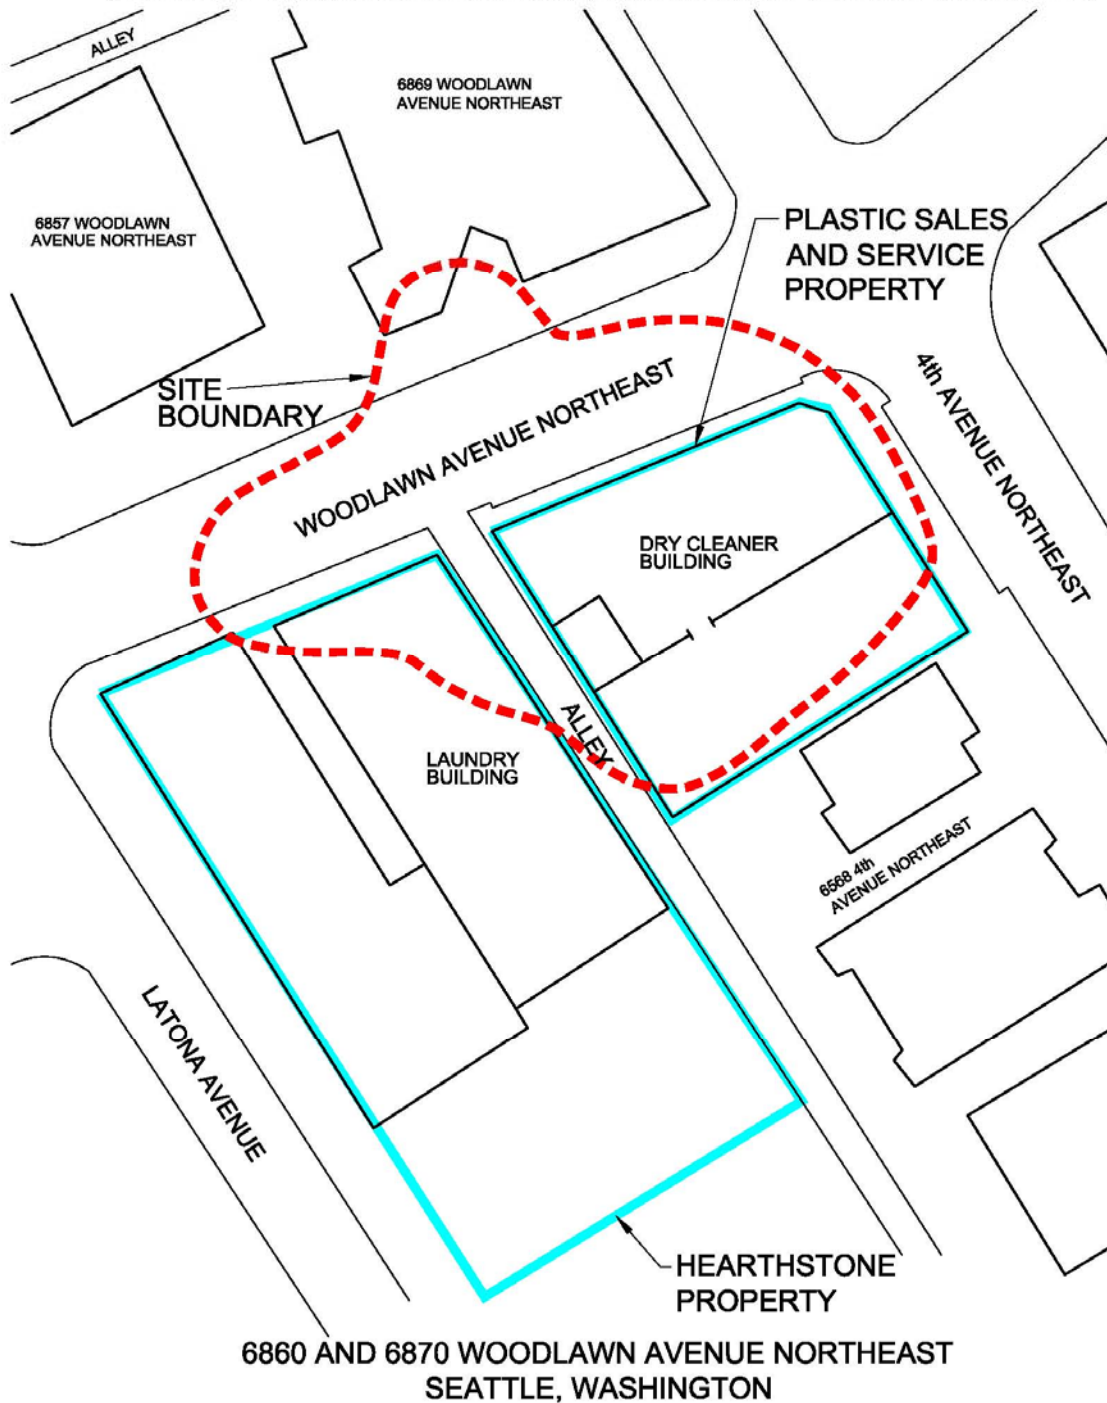 ALLEY
6869 WOODLAWN
AVENUE NORTHEAST
6857 WOODLAWN
AVENUE NORTHEAST
PLASTIC SALES
AND SERVICE
PROPERTY
SITE
BOUNDARY
WOODLAWN AVENUE NORTHEAST
4th AVENUE NORTHEAST
DRY CLEANER
BUILDING
ALLEY
LAUNDRY
BUILDING
6568 4th
AVENUE NORTHEAST
LATONA AVENUE
HEARTHSTONE
PROPERTY
6860 AND 6870 WOODLAWN AVENUE NORTHEAST
SEATTLE, WASHINGTON